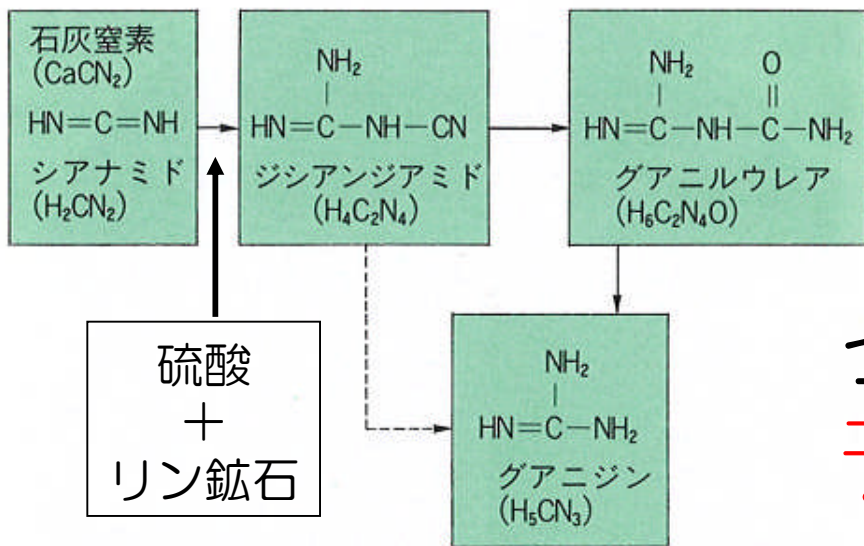 石灰窒素
(CaCN₂)
HN=C=NH
シアナミド
(H₂CN₂)
NH₂
HN=C-NH-CN
ジシアンジアミド
(H₄C₂N₄)
NH₂ O
HN=C-NH-C-NH₂
グアニルウレア
(H₆C₂N₄O)
硫酸
+
リン鉱石
NH₂
HN=C-NH₂
グアニジン
(H₅CN₃)